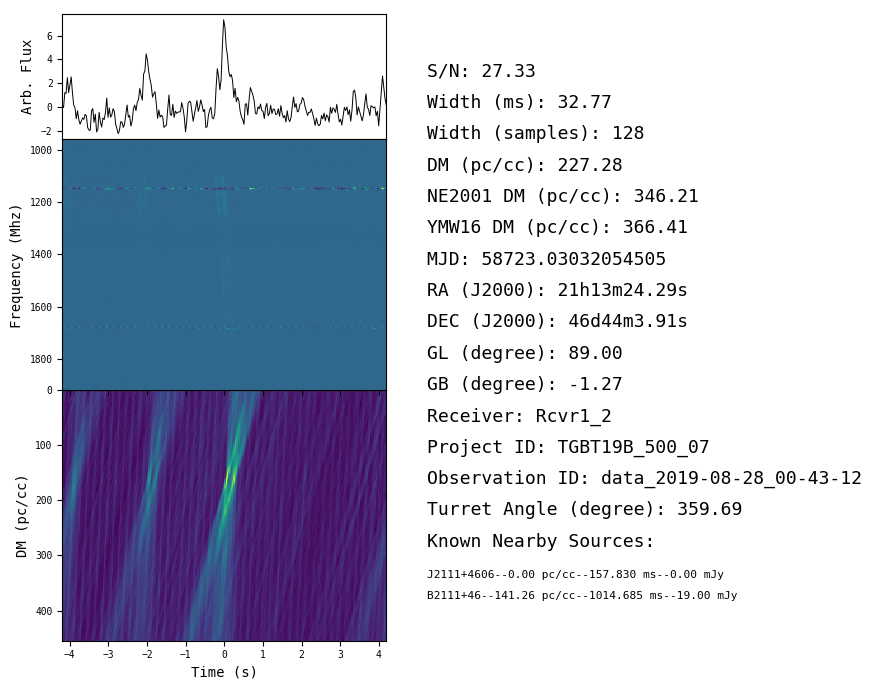 Arb. Flux
6
4
2
0
−2
Frequency (Mhz)
1000
1200
1400
1600
1800
DM (pc/cc)
0
100
200
300
400
−4 −3 −2 −1 0 1 2 3 4
Time (s)
S/N: 27.33
Width (ms): 32.77
Width (samples): 128
DM (pc/cc): 227.28
NE2001 DM (pc/cc): 346.21
YMW16 DM (pc/cc): 366.41
MJD: 58723.03032054505
RA (J2000): 21h13m24.29s
DEC (J2000): 46d44m3.91s
GL (degree): 89.00
GB (degree): -1.27
Receiver: Rcvr1_2
Project ID: TGBT19B_500_07
Observation ID: data_2019-08-28_00-43-12
Turret Angle (degree): 359.69
Known Nearby Sources:
J2111+4606--0.00 pc/cc--157.830 ms--0.00 mJy
B2111+46--141.26 pc/cc--1014.685 ms--19.00 mJy